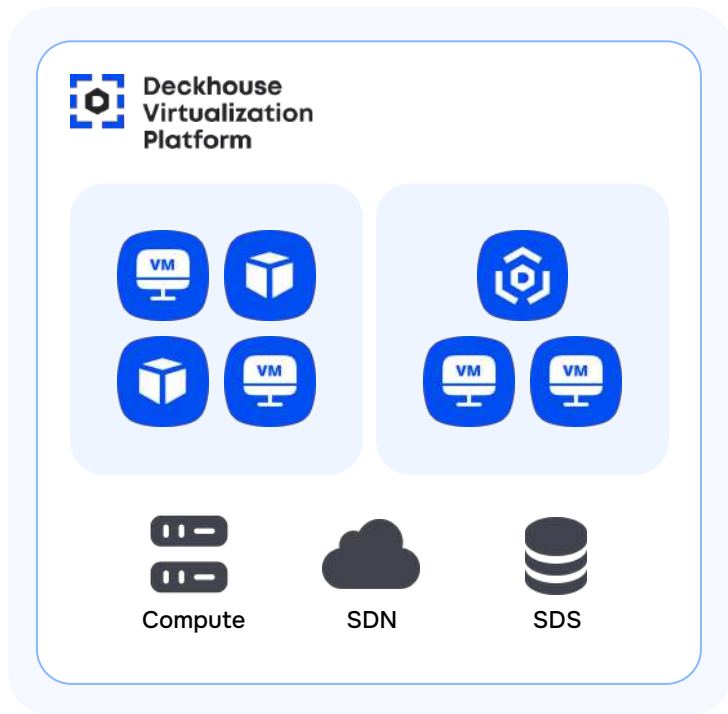 Deckhouse
Virtualization
Platform
VM
VM
VM
VM
Compute
SDN
SDS